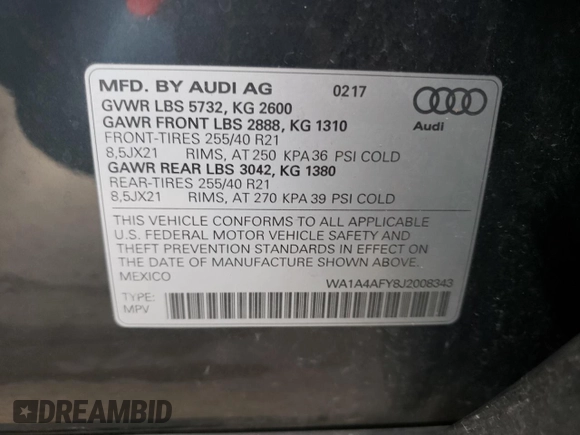 MFD. BY AUDI AG 0217
GVWR LBS 5732, KG 2600
GAWR FRONT LBS 2888, KG 1310
FRONT-TIRES 255/40 R21
8,5JX21 RIMS, AT 250 KPA 36 PSI COLD
GAWR REAR LBS 3042, KG 1380
REAR-TIRES 255/40 R21
8,5JX21 RIMS, AT 270 KPA 39 PSI COLD
Audi
THIS VEHICLE CONFORMS TO ALL APPLICABLE
U.S. FEDERAL MOTOR VEHICLE SAFETY AND
THEFT PREVENTION STANDARDS IN EFFECT ON
THE DATE OF MANUFACTURE SHOWN ABOVE.
MEXICO WA1A4AFY8J2008343
TYPE:
MPV
DREAMBID